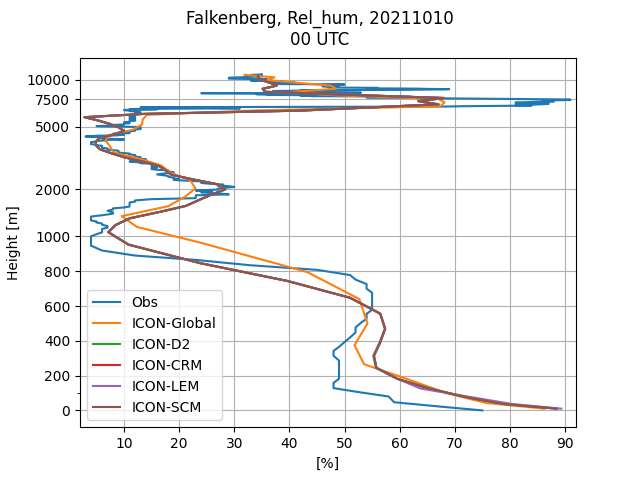 Falkenberg, Rel_hum, 20211010
00 UTC
Height [m]
10000
7500
5000
2000
1000
800
600
400
200
0
Obs
ICON-Global
ICON-D2
ICON-CRM
ICON-LEM
ICON-SCM
10 20 30 40 50 60 70 80 90
[%]